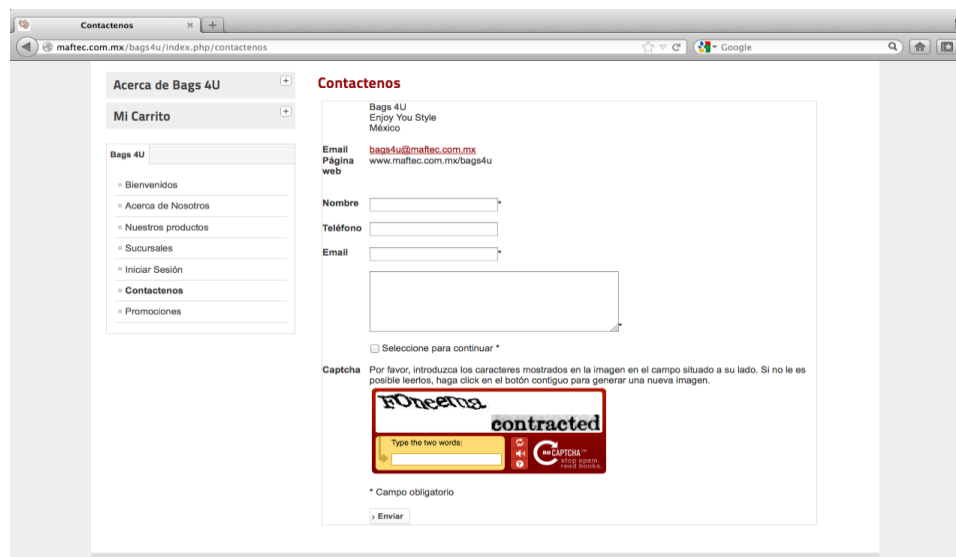 Contactenos
maftec.com.mx/bags4u/index.php/contactenos
Google
Acerca de Bags 4U
Mi Carrito
Bags 4U
Bienvenidos
Acerca de Nosotros
Nuestros productos
Sucursales
Iniciar Sesión
Contactenos
Promociones
Contactenos
Bags 4U
Enjoy You Style
México
Email bags4u@maftec.com.mx
Página web www.maftec.com.mx/bags4u
Nombre *
Teléfono
Email *
*
Seleccione para continuar *
Captcha Por favor, introduzca los caracteres mostrados en la imagen en el campo situado a su lado. Si no le es
posible leerlos, haga click en el botón contiguo para generar una nueva imagen.
contracted
Type the two words:
reCAPTCHA™
stop spam.
read books.
* Campo obligatorio
› Enviar